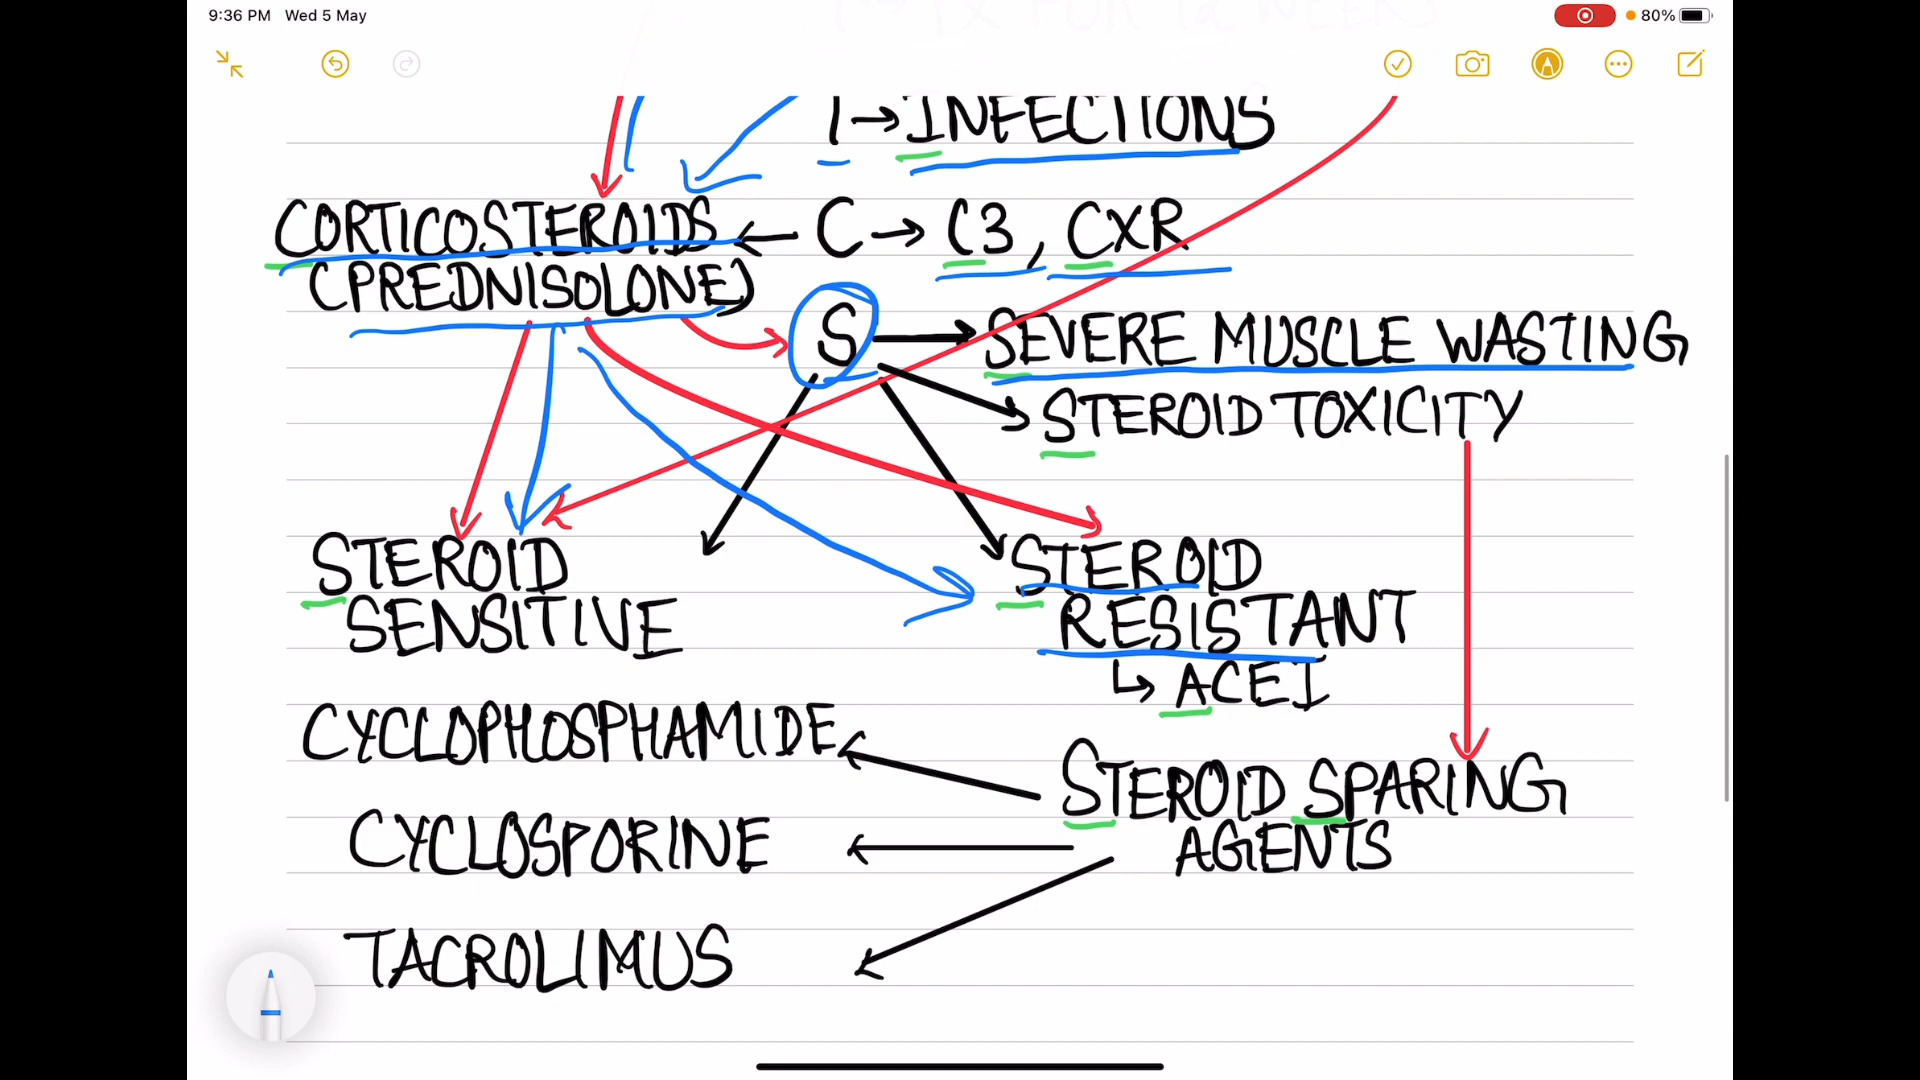 9:36 PM Wed 5 May
80%
I → INFECTIONS
CORTICOSTEROIDS ← C → C3, CXR
(PREDNISOLONE)
S → SEVERE MUSCLE WASTING
STEROID TOXICITY
STEROID
SENSITIVE
STEROID
RESISTANT
↳ ACEI
CYCLOPHOSPHAMIDE
STEROID SPARING
AGENTS
CYCLOSPORINE
TACROLIMUS